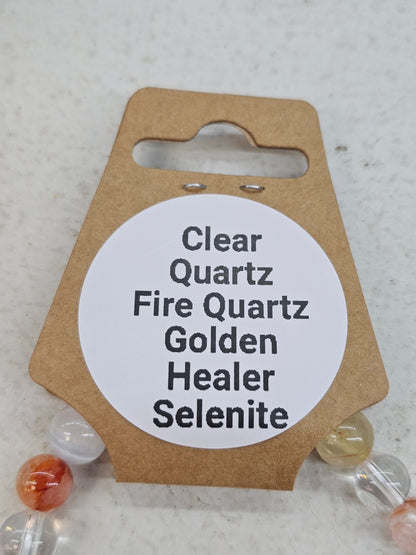 Clear
Quartz
Fire Quartz
Golden
Healer
Selenite